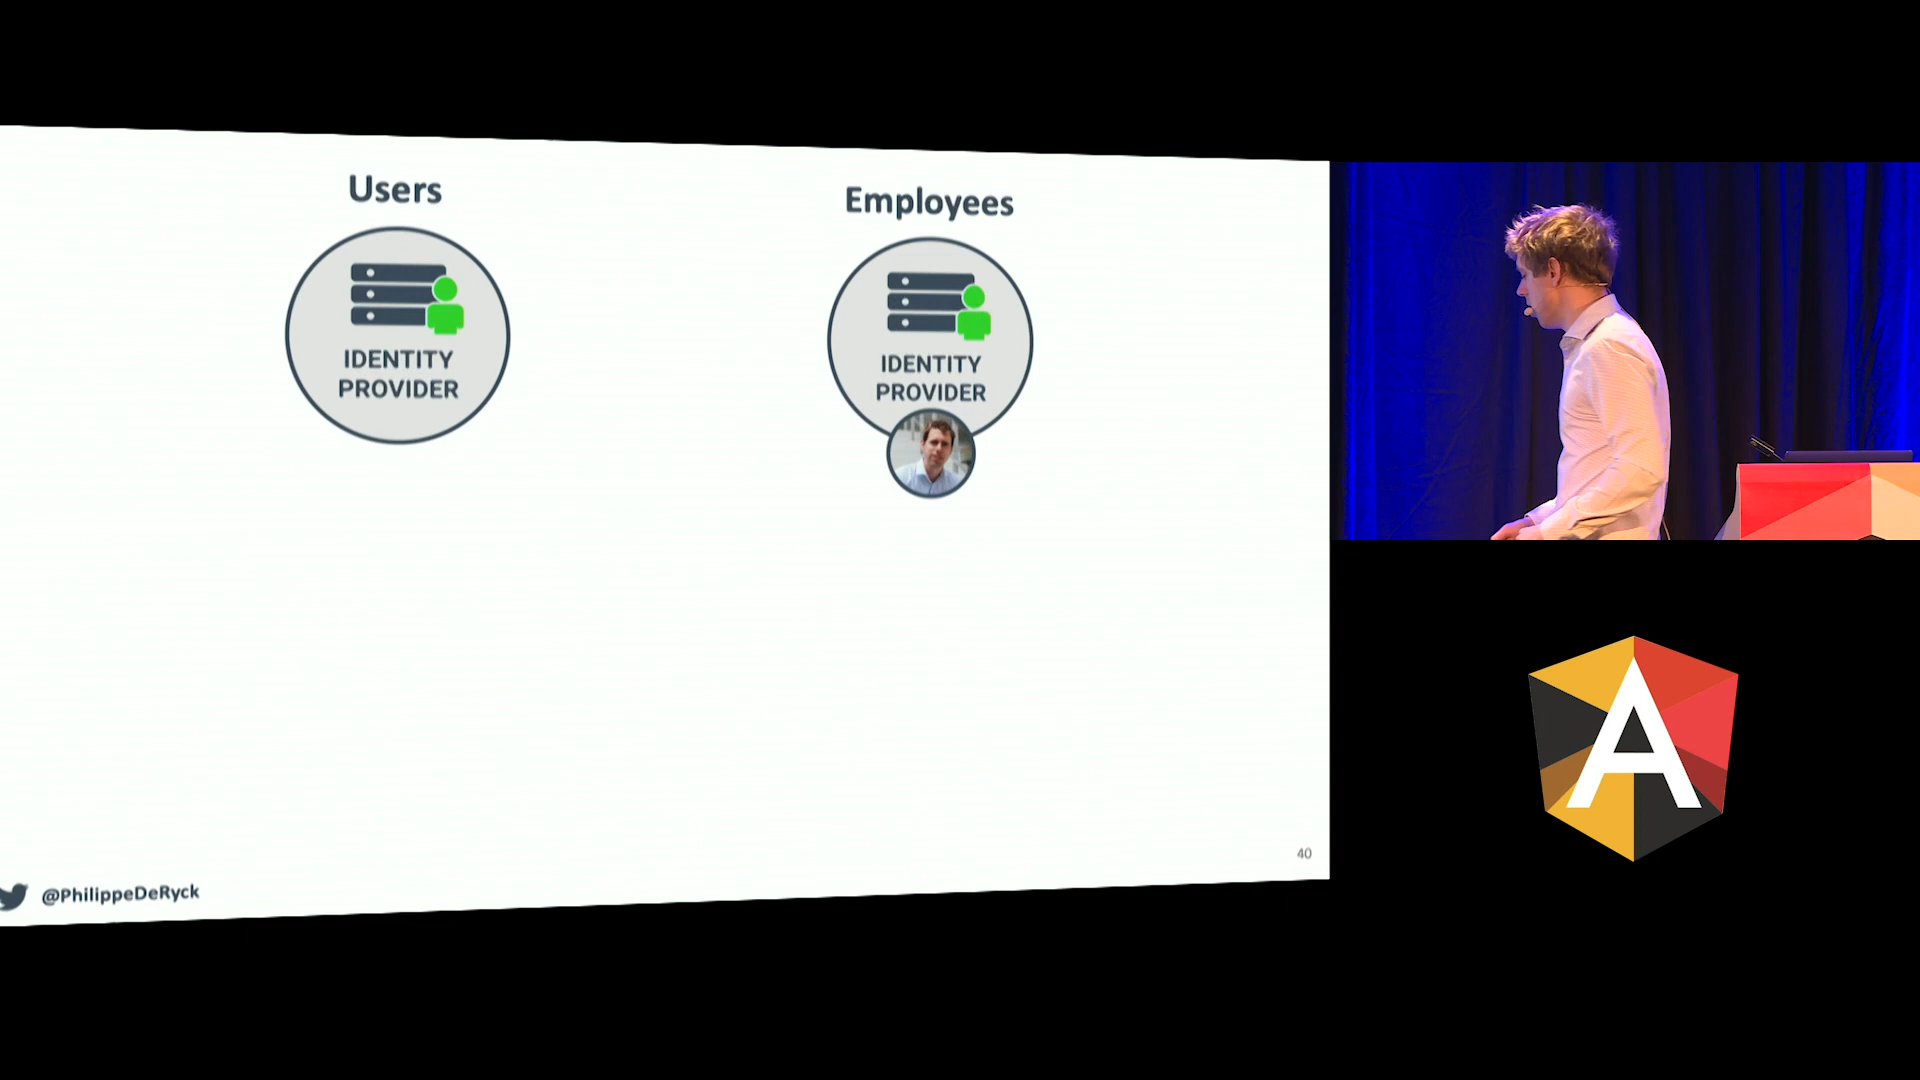 Users
Employees
IDENTITY
PROVIDER
IDENTITY
PROVIDER
40
@PhilippeDeRyck
A